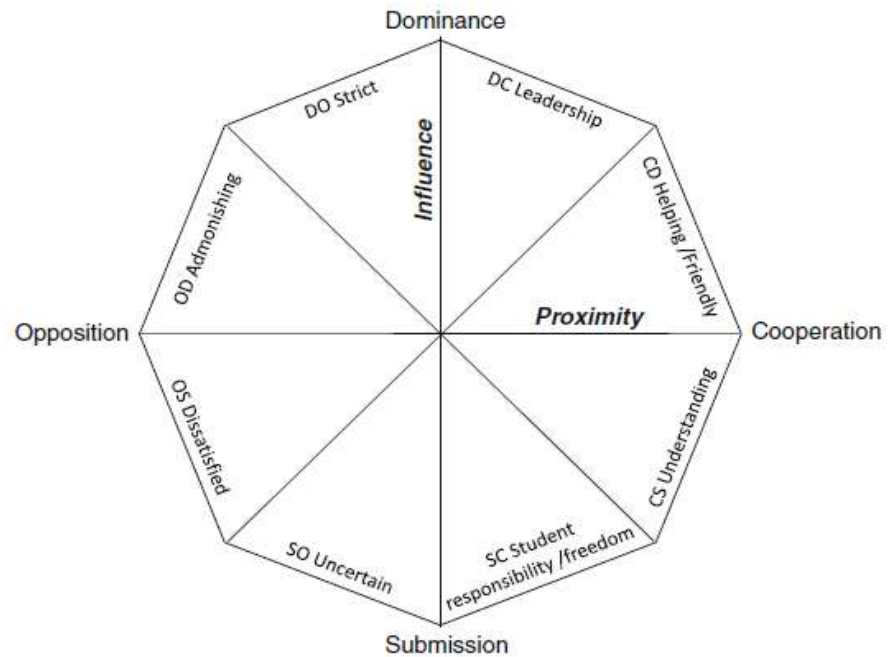 Dominance
DO Strict
DC Leadership
Influence
OD Admonishing
CD Helping /Friendly
Opposition
Proximity
Cooperation
OS Dissatisfied
CS Understanding
SO Uncertain
SC Student
responsibility /freedom
Submission